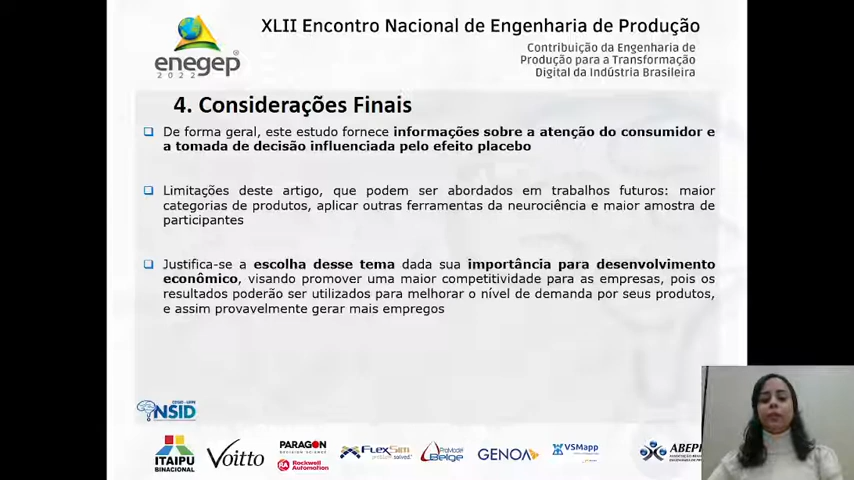 XLII Encontro Nacional de Engenharia de Produção
Contribuição da Engenharia de
Produção para a Transformação
Digital da Indústria Brasileira
enegep
2022
4. Considerações Finais
De forma geral, este estudo fornece informações sobre a atenção do consumidor e
a tomada de decisão influenciada pelo efeito placebo
Limitações deste artigo, que podem ser abordados em trabalhos futuros: maior
categorias de produtos, aplicar outras ferramentas da neurociência e maior amostra de
participantes
Justifica-se a escolha desse tema dada sua importância para desenvolvimento
econômico, visando promover uma maior competitividade para as empresas, pois os
resultados poderão ser utilizados para melhorar o nível de demanda por seus produtos,
e assim provavelmente gerar mais empregos
NSID
ITAIPU
BINACIONAL
Voitto
PARAGON
Rockwell
Automation
FLEXSIM
ProModel
Belge
GENOA
VSMapp